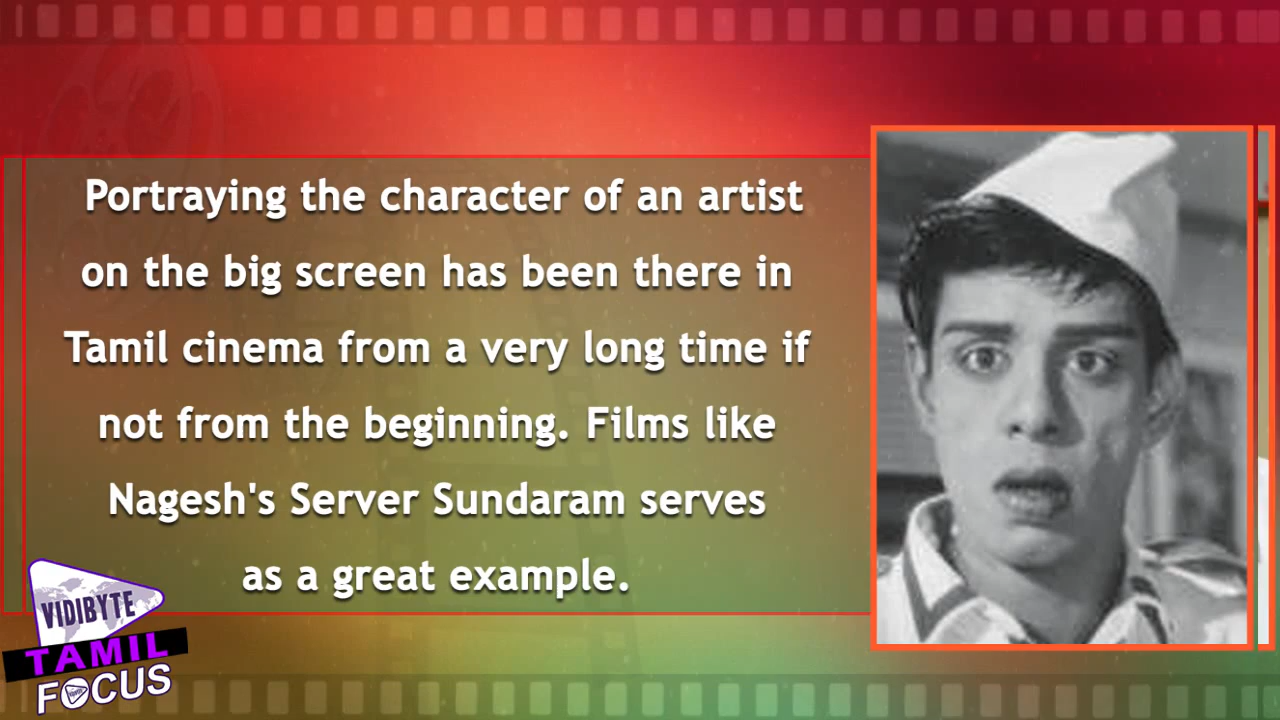 Portraying the character of an artist
on the big screen has been there in
Tamil cinema from a very long time if
not from the beginning. Films like
Nagesh's Server Sundaram serves
as a great example.
VIDIBYTE
TAMIL
FOCUS